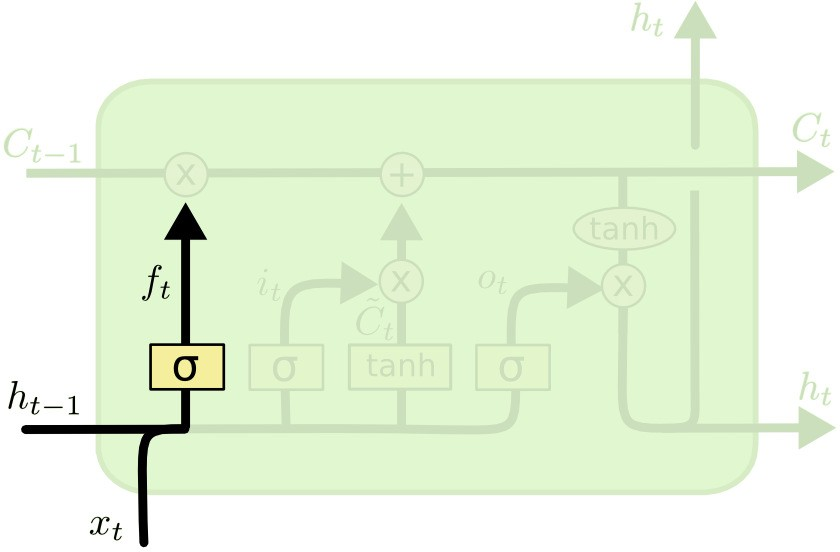 h_t
C_{t-1}
C_t
x
+
tanh
f_t
i_t
x
o_t
x
C̃_t
σ
σ
tanh
σ
h_{t-1}
h_t
x_t